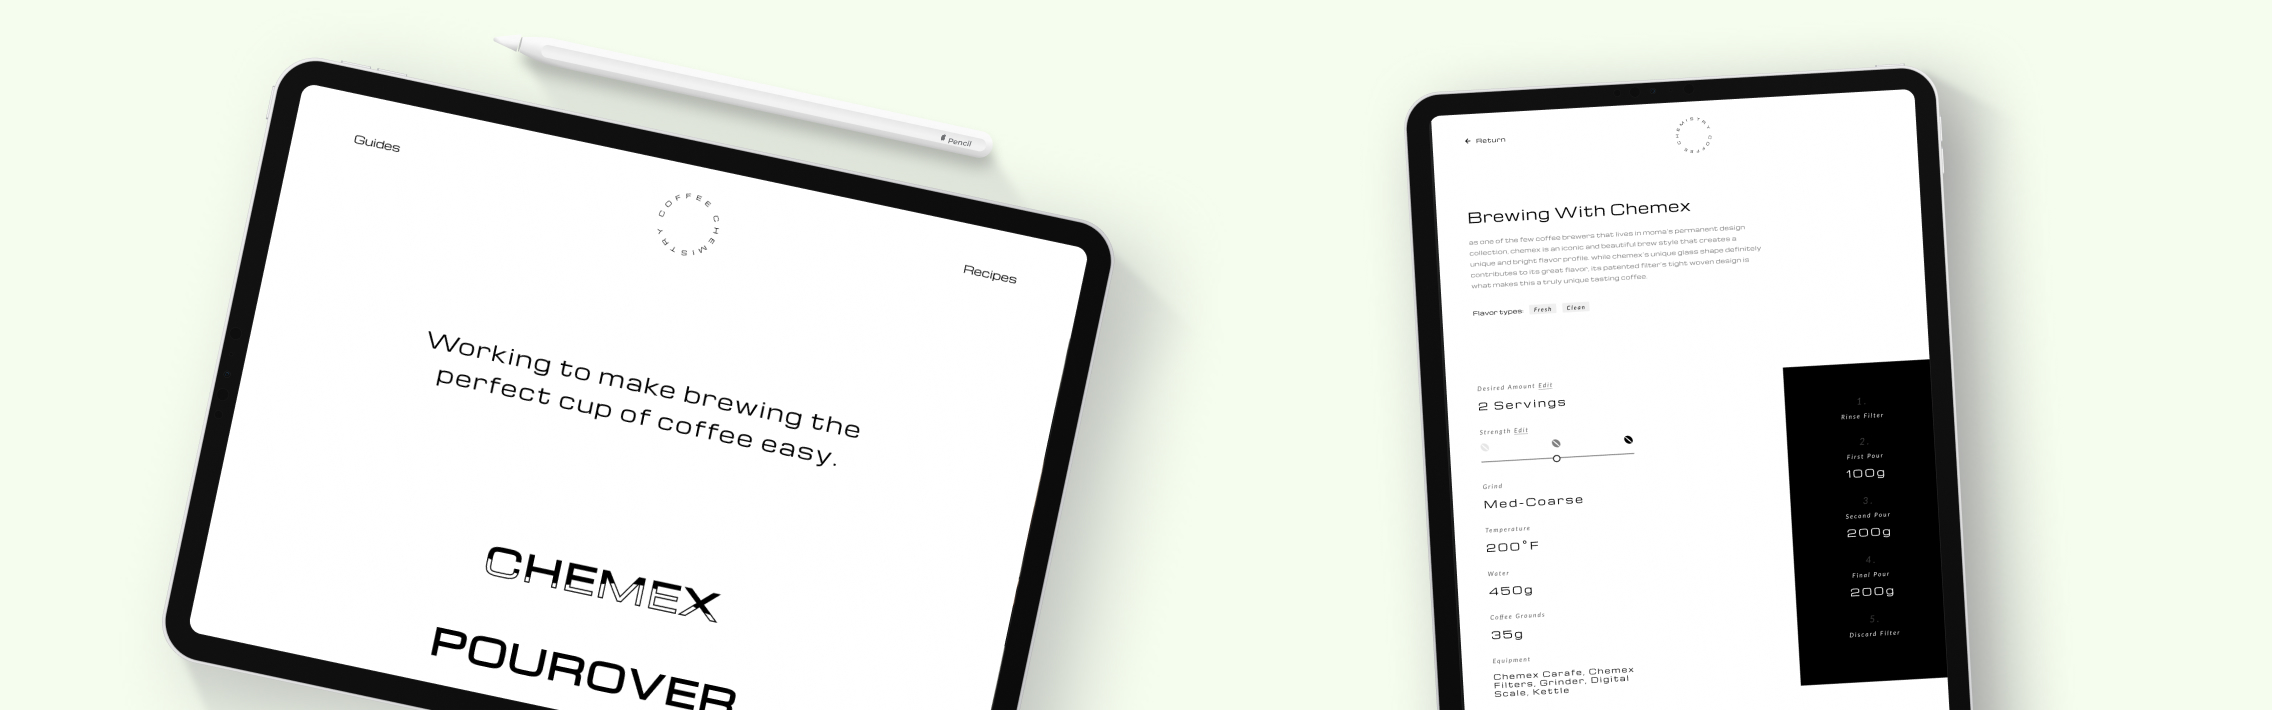 Pencil
Guides
COFFEE CHEMISTRY
Recipes
Working to make brewing the
perfect cup of coffee easy.
CHEMEX
POUROVER
← Return
COFFEE CHEMISTRY
Brewing With Chemex
as one of the few coffee brewers that lives in moma's permanent design
collection, chemex is an iconic and beautiful brew style that creates a
unique and bright flavor profile. while chemex's unique glass shape definitely
contributes to its great flavor, its patented filter's tight woven design is
what makes this a truly unique tasting coffee.
Flavor types: Fresh Clean
Desired Amount Edit
2 Servings
Strength Edit
Grind
Med-Coarse
Temperature
200°F
Water
450g
Coffee Grounds
35g
Equipment
Chemex Carafe, Chemex
Filters, Grinder, Digital
Scale, Kettle
1.
Rinse Filter
2.
First Pour
100g
3.
Second Pour
200g
4.
Final Pour
200g
5.
Discard Filter